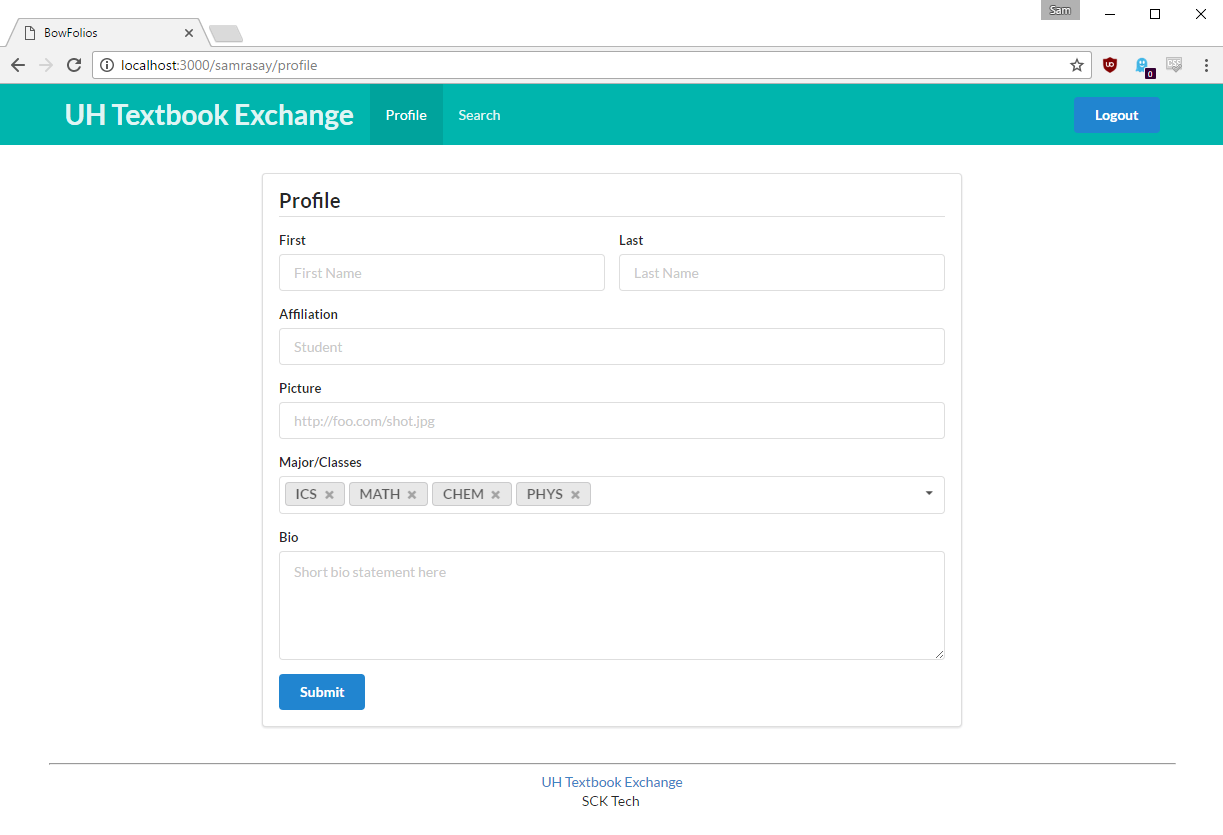 Sam
BowFolios
localhost:3000/samrasay/profile
0
UH Textbook Exchange
Profile
Search
Logout
Profile
First
Last
First Name
Last Name
Affiliation
Student
Picture
http://foo.com/shot.jpg
Major/Classes
ICS
MATH
CHEM
PHYS
Bio
Short bio statement here
Submit
UH Textbook Exchange
SCK Tech